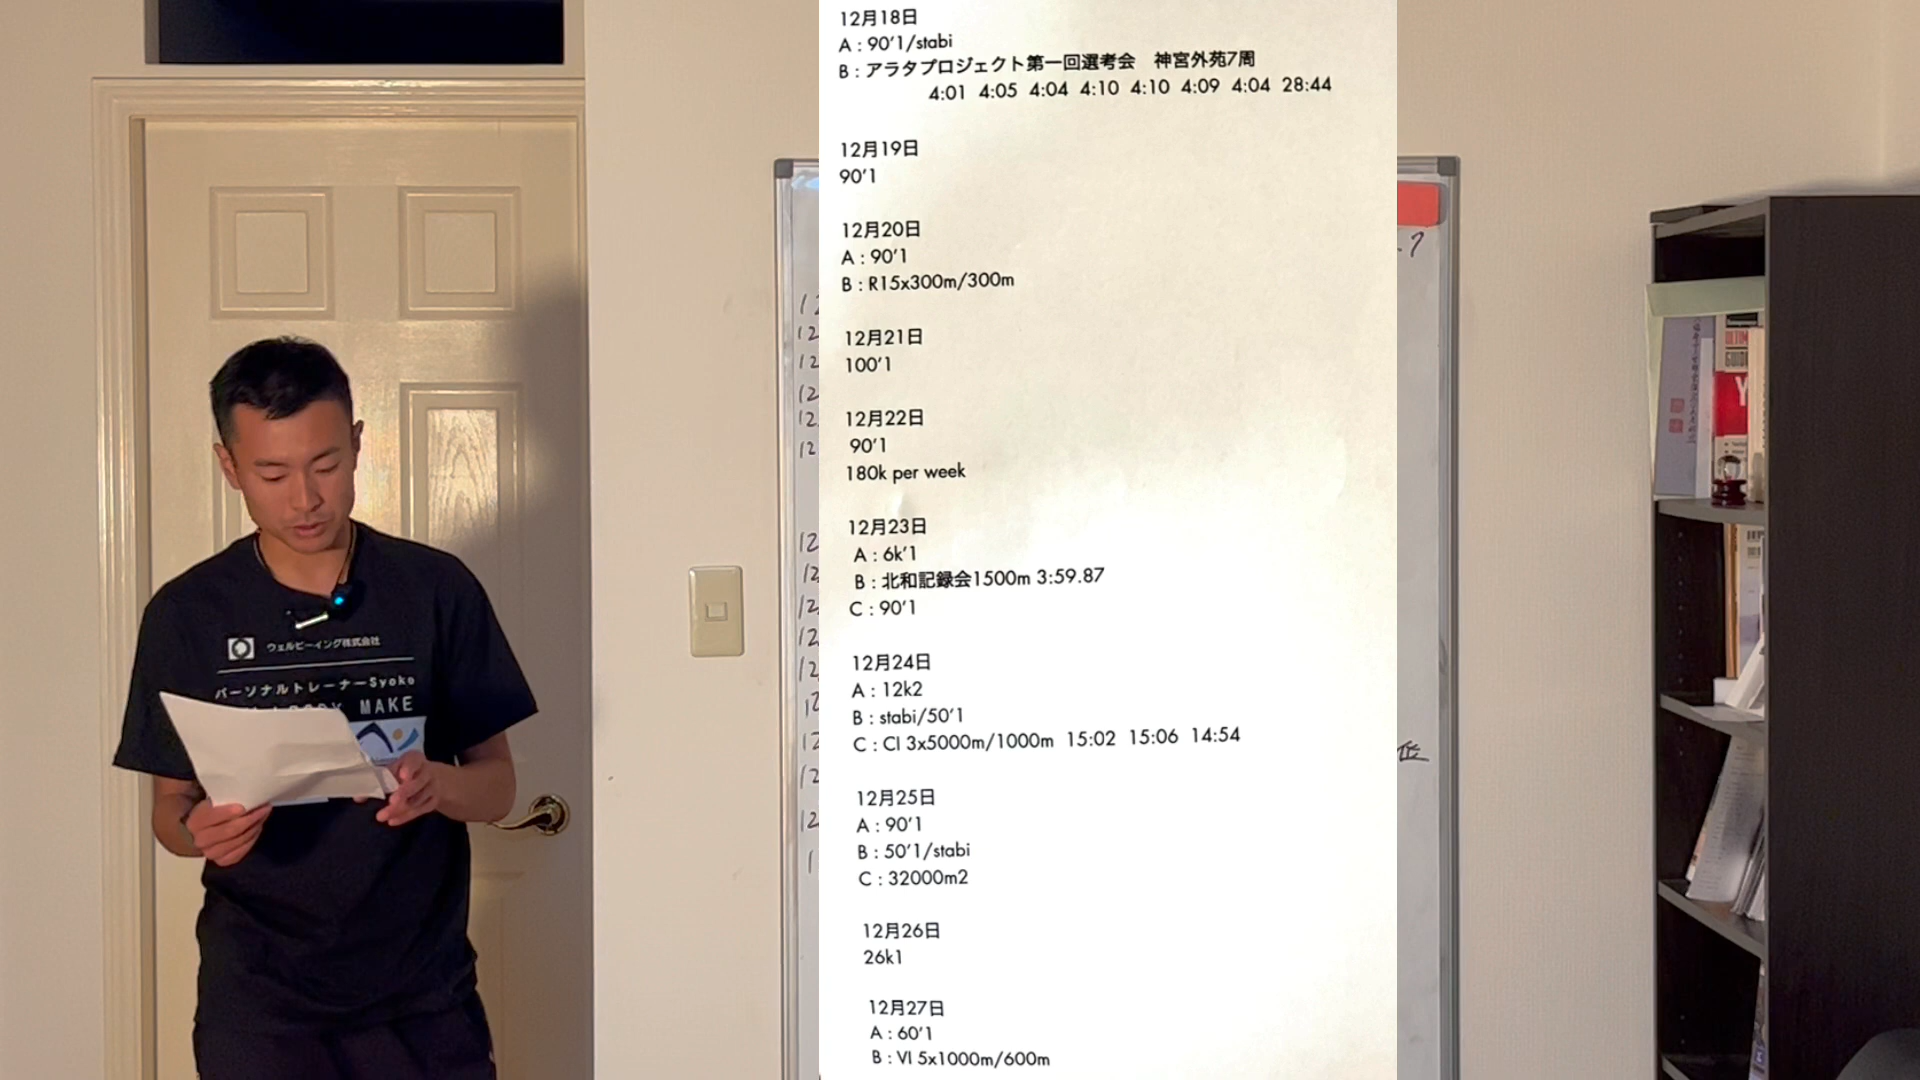 12月18日
A : 90'1/stabi
B : アラタプロジェクト第一回選考会　神宮外苑7周
4:01 4:05 4:04 4:10 4:10 4:09 4:04 28:44
12月19日
90'1
12月20日
A : 90'1
B : R15x300m/300m
12月21日
100'1
12月22日
90'1
180k per week
12月23日
A : 6k'1
B : 北和記録会1500m 3:59.87
C : 90'1
12月24日
A : 12k2
B : stabi/50'1
C : CI 3x5000m/1000m 15:02 15:06 14:54
12月25日
A : 90'1
B : 50'1/stabi
C : 32000m2
12月26日
26k1
12月27日
A : 60'1
B : VI 5x1000m/600m
ウェルビーイング株式会社
パーソナルトレーナーSyoko
MAKE